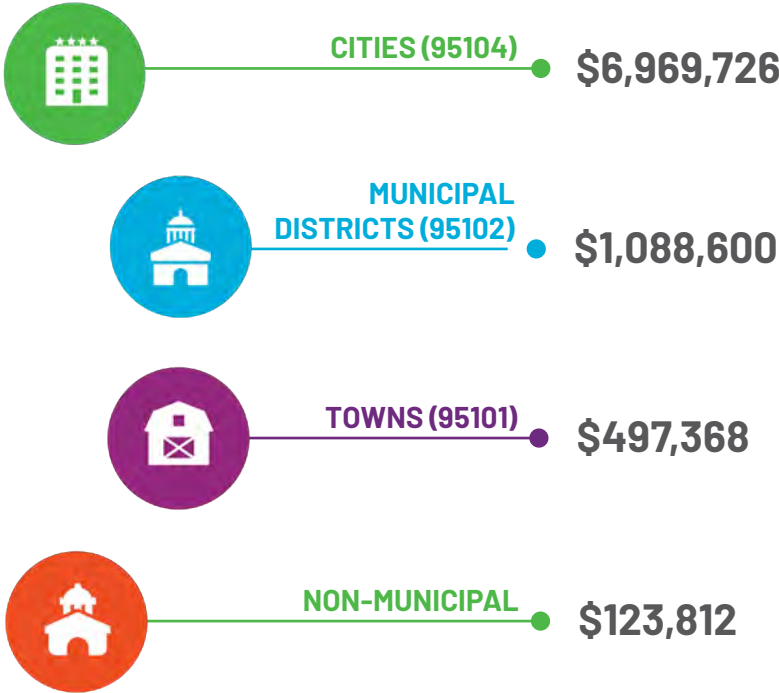 CITIES (95104)
$6,969,726
MUNICIPAL
DISTRICTS (95102)
$1,088,600
TOWNS (95101)
$497,368
NON-MUNICIPAL
$123,812